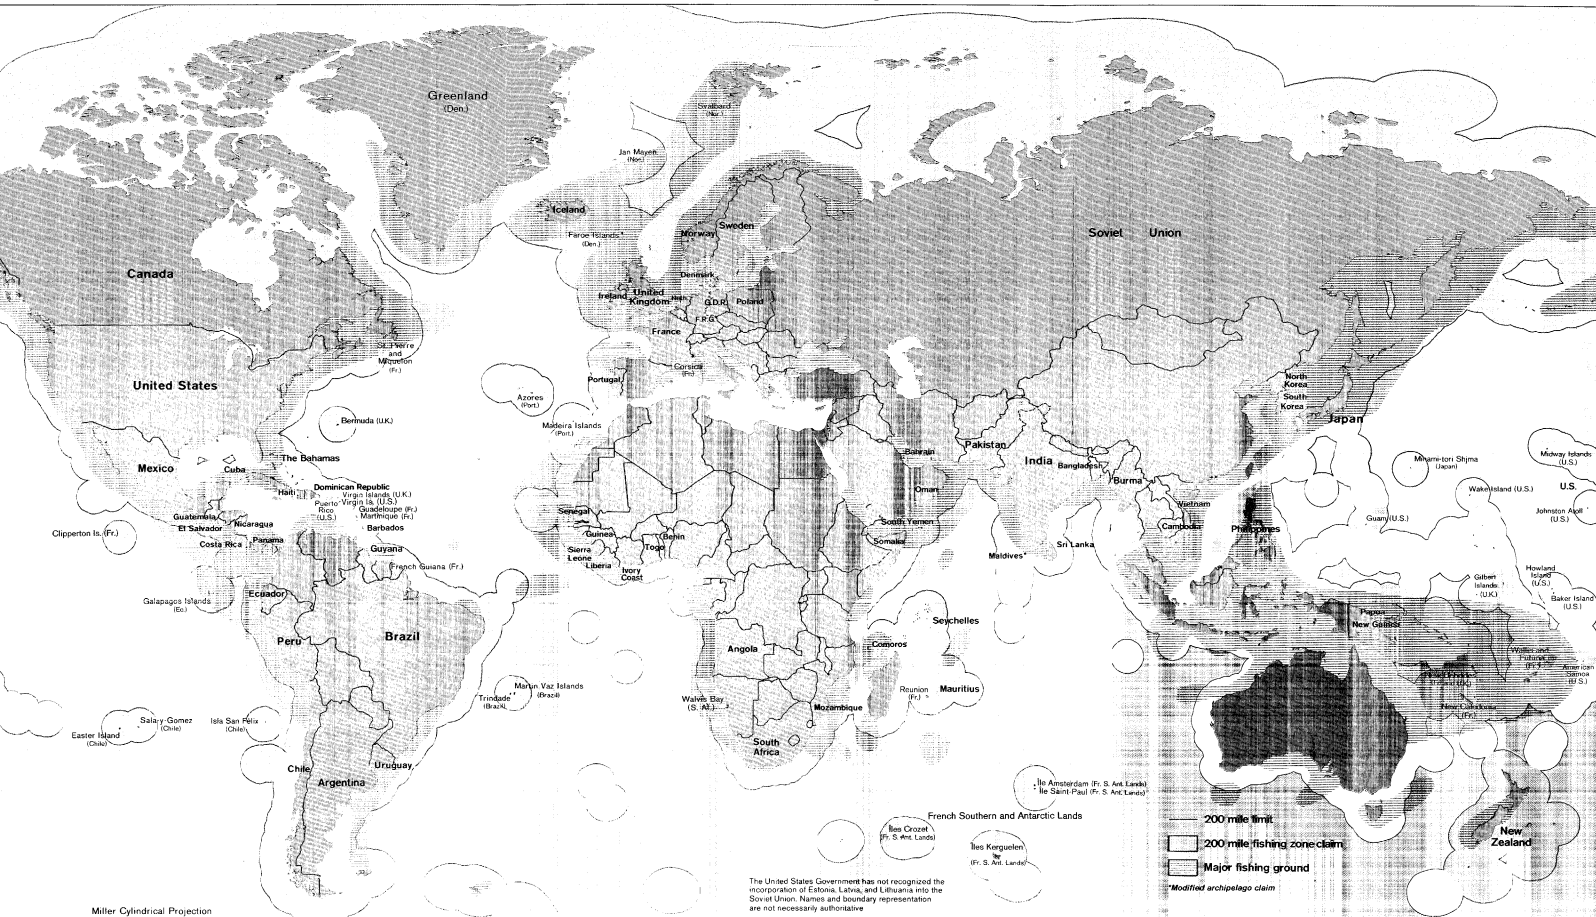 Greenland
(Den.)
Svalbard
(Nor.)
Jan Mayen
(Nor.)
Iceland
Sweden
Norway
Faroe Islands*
(Den.)
Soviet Union
Canada
Denmark
Ireland
United
Kingdom
Neth.
G.D.R.
Poland
F.R.G.
France
St. Pierre
and
Miquelon
(Fr.)
Corsica
(Fr.)
United States
Portugal
North
Korea
South
Korea
Japan
Azores
(Port.)
Bermuda (U.K.)
Madeira Islands
(Port.)
Pakistan
Bahrain
India
Bangladesh
Burma
Minami-tori Shima
(Japan)
Midway Islands
(U.S.)
The Bahamas
Mexico
Cuba
Haiti
Dominican Republic
Virgin Islands (U.K.)
Virgin Is. (U.S.)
Puerto
Rico
(U.S.)
Guadeloupe (Fr.)
Martinique (Fr.)
Barbados
Oman
Wake Island (U.S.)
U.S.
Johnston Atoll
(U.S.)
Guatemala
El Salvador
Nicaragua
Costa Rica
Panama
Clipperton Is. (Fr.)
Senegal
Guinea
Sierra
Leone
Liberia
Ivory
Coast
Togo
Benin
South Yemen
Somalia
Vietnam
Cambodia
Philippines
Guam (U.S.)
Guyana
French Guiana (Fr.)
Maldives*
Sri Lanka
Howland
Island
(U.S.)
Gilbert
Islands
(U.K.)
Baker Island
(U.S.)
Galapagos Islands
(Ec.)
Ecuador
Peru
Brazil
Seychelles
Comoros
Angola
Papua
New Guinea
Wallis and
Futuna
(Fr.)
American
Samoa
(U.S.)
Trindade
(Brazil)
Martin Vaz Islands
(Brazil)
Walvis Bay
(S. Af.)
Mozambique
Reunion
(Fr.)
Mauritius
New Caledonia
(Fr.)
Easter Island
(Chile)
Sala-y-Gomez
(Chile)
Isla San Félix
(Chile)
South
Africa
Chile
Argentina
Uruguay
Île Amsterdam (Fr. S. Ant. Lands)
Île Saint-Paul (Fr. S. Ant. Lands)
French Southern and Antarctic Lands
Îles Crozet
(Fr. S. Ant. Lands)
Îles Kerguelen
(Fr. S. Ant. Lands)
New
Zealand
200 mile limit
200 mile fishing zone claim
Major fishing ground
*Modified archipelago claim
The United States Government has not recognized the
incorporation of Estonia, Latvia, and Lithuania into the
Soviet Union. Names and boundary representation
are not necessarily authoritative
Miller Cylindrical Projection